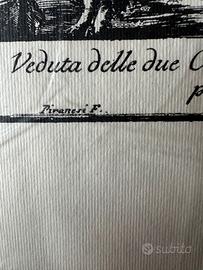 Veduta delle due C
p
Piranesi F.
subito